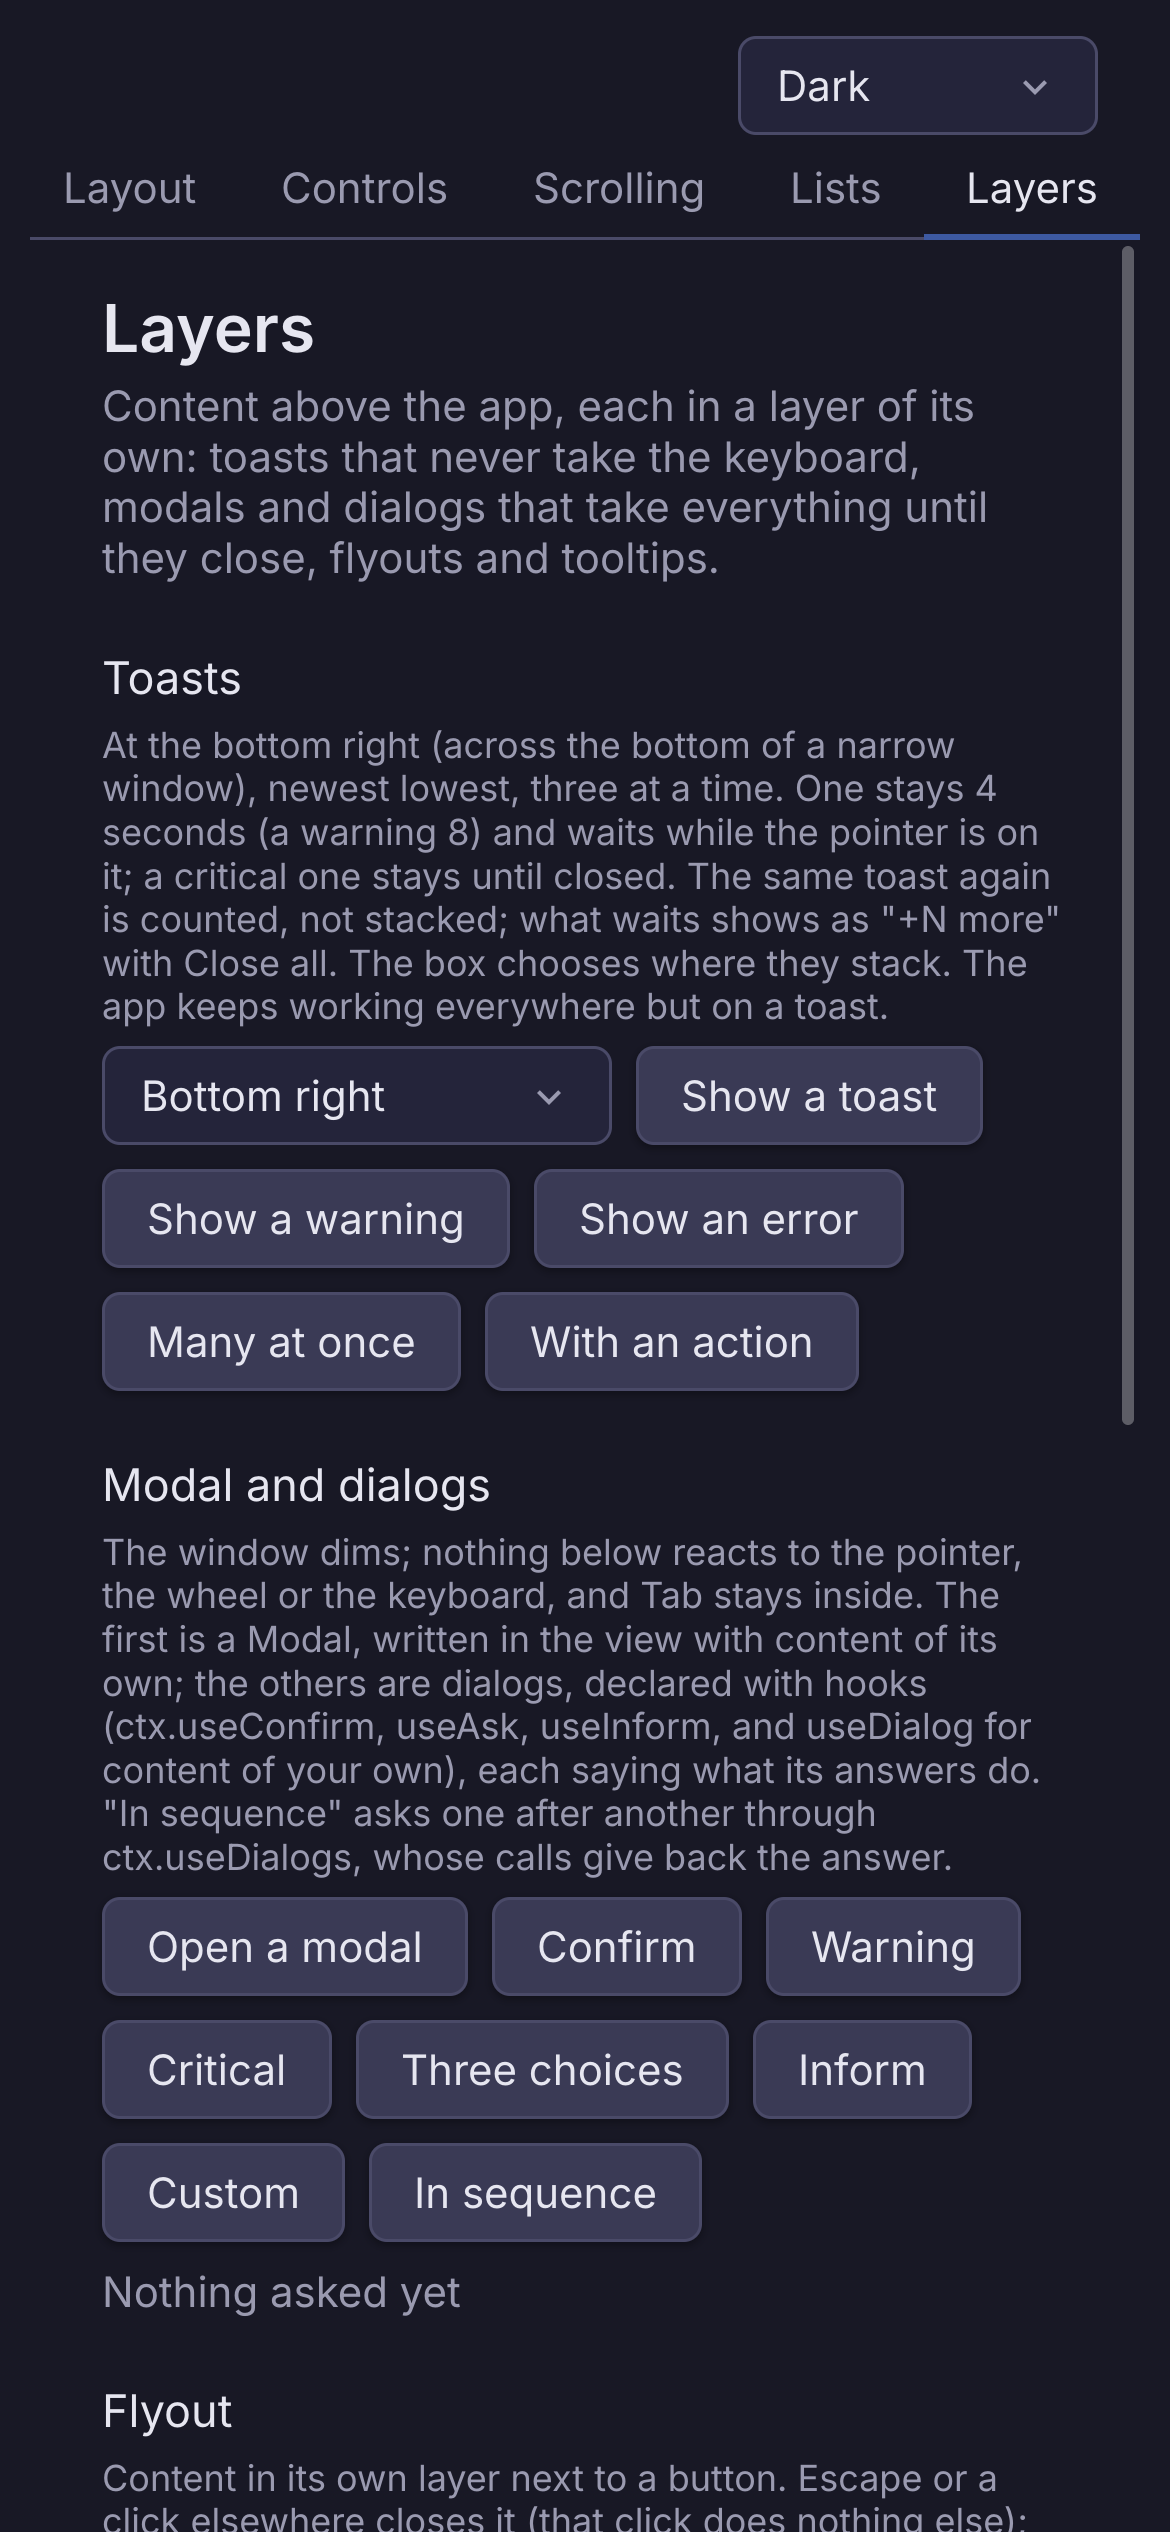 Dark
Layout Controls Scrolling Lists Layers
Layers
Content above the app, each in a layer of its
own: toasts that never take the keyboard,
modals and dialogs that take everything until
they close, flyouts and tooltips.
Toasts
At the bottom right (across the bottom of a narrow
window), newest lowest, three at a time. One stays 4
seconds (a warning 8) and waits while the pointer is on
it; a critical one stays until closed. The same toast again
is counted, not stacked; what waits shows as "+N more"
with Close all. The box chooses where they stack. The
app keeps working everywhere but on a toast.
Bottom right Show a toast
Show a warning Show an error
Many at once With an action
Modal and dialogs
The window dims; nothing below reacts to the pointer,
the wheel or the keyboard, and Tab stays inside. The
first is a Modal, written in the view with content of its
own; the others are dialogs, declared with hooks
(ctx.useConfirm, useAsk, useInform, and useDialog for
content of your own), each saying what its answers do.
"In sequence" asks one after another through
ctx.useDialogs, whose calls give back the answer.
Open a modal Confirm Warning
Critical Three choices Inform
Custom In sequence
Nothing asked yet
Flyout
Content in its own layer next to a button. Escape or a
click elsewhere closes it (that click does nothing else);